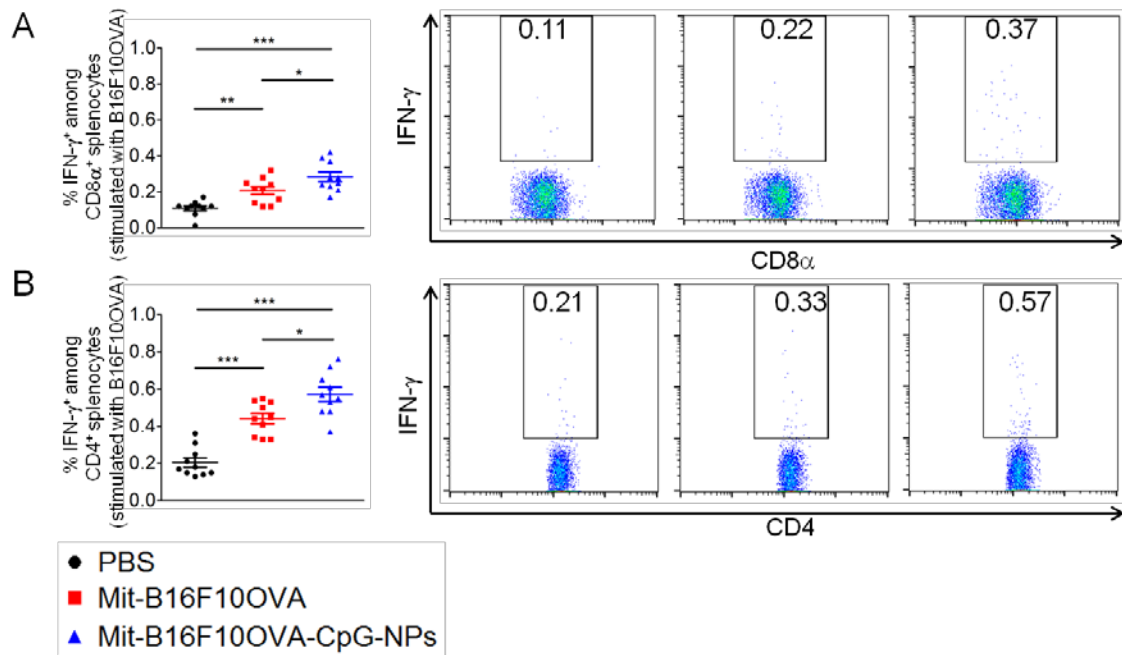 A
% IFN-γ⁺ among
CD8α⁺ splenocytes
(stimulated with B16F10OVA)
1.0
0.8
0.6
0.4
0.2
0.0
***
*
**
IFN-γ
0.11
0.22
0.37
CD8α
B
% IFN-γ⁺ among
CD4⁺ splenocytes
(stimulated with B16F10OVA)
1.0
0.8
0.6
0.4
0.2
0.0
***
*
***
IFN-γ
0.21
0.33
0.57
CD4
PBS
Mit-B16F10OVA
Mit-B16F10OVA-CpG-NPs